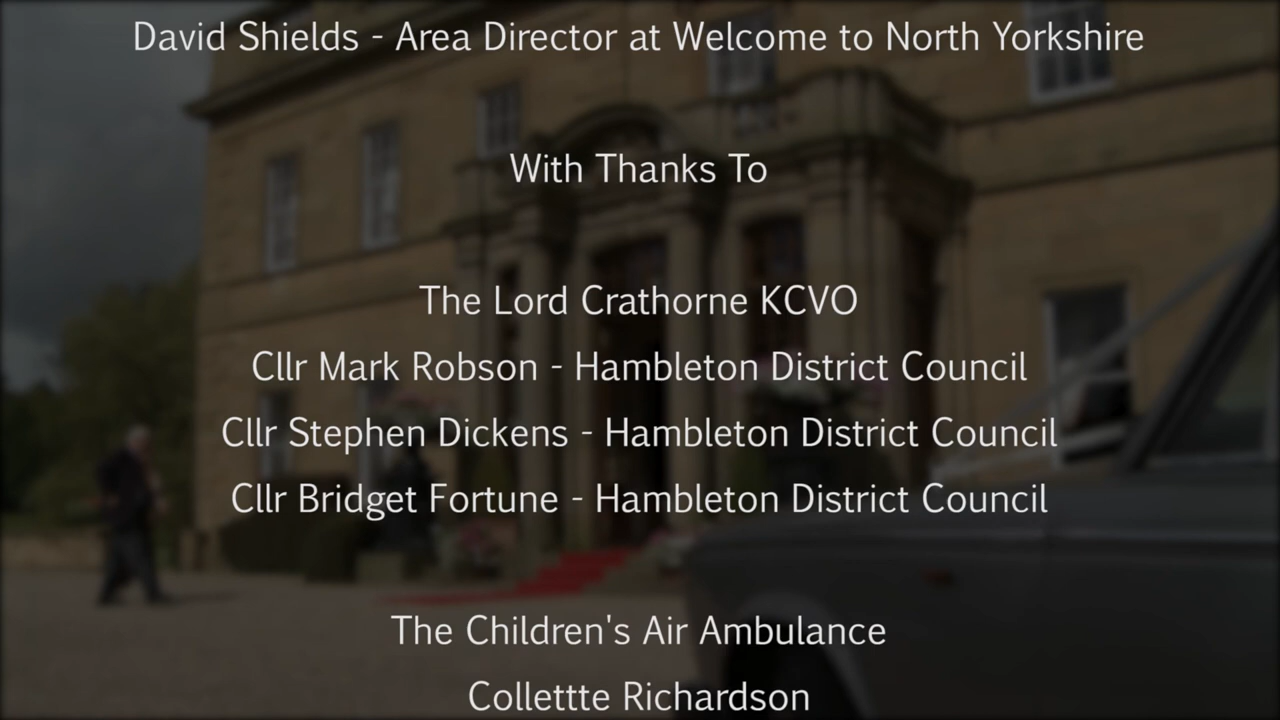 David Shields - Area Director at Welcome to North Yorkshire
With Thanks To
The Lord Crathorne KCVO
Cllr Mark Robson - Hambleton District Council
Cllr Stephen Dickens - Hambleton District Council
Cllr Bridget Fortune - Hambleton District Council
The Children's Air Ambulance
Collettte Richardson